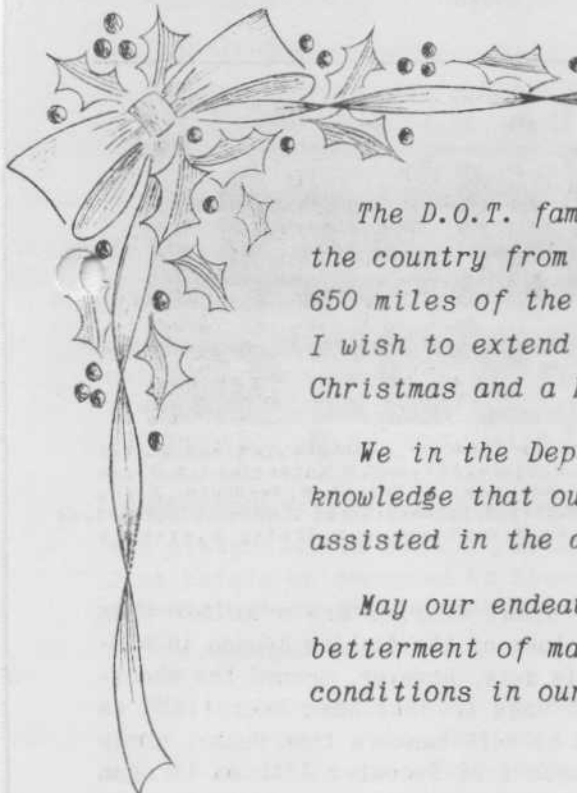 The D.O.T. fam
the country from
650 miles of the
I wish to extend
Christmas and a
We in the Dep
knowledge that ou
assisted in the
May our endeau
betterment of ma
conditions in our